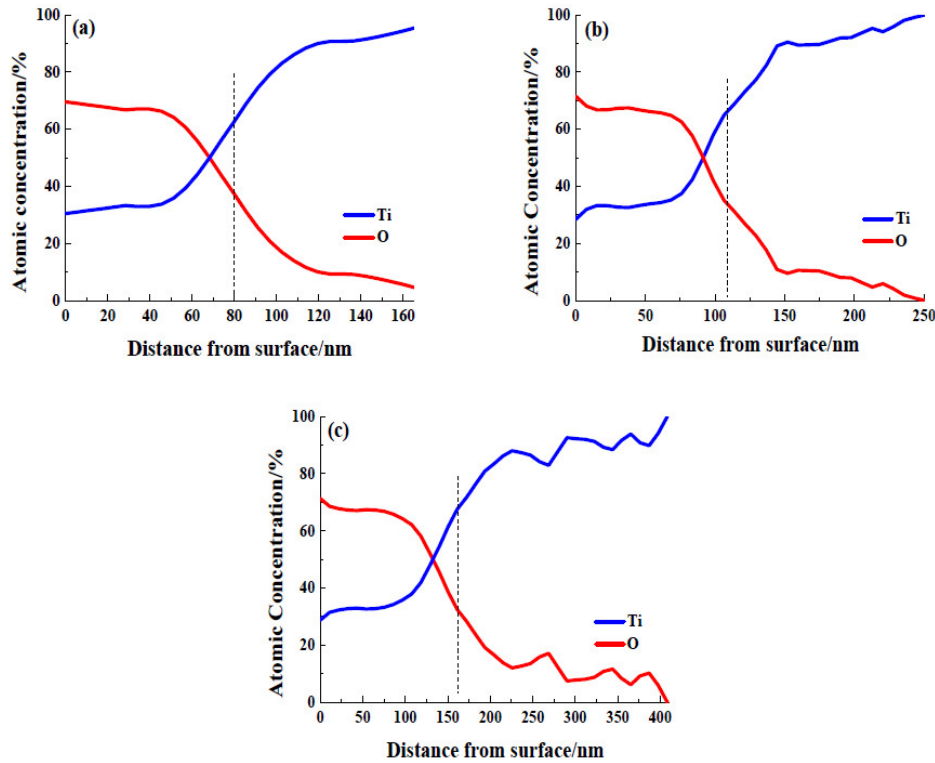 (a)
Atomic concentration/%
100
80
60
40
20
0
Ti
O
0 20 40 60 80 100 120 140 160
Distance from surface/nm
(b)
Atomic Concentration/%
100
80
60
40
20
0
Ti
O
0 50 100 150 200 250
Distance from surface/nm
(c)
Atomic Concentration/%
100
80
60
40
20
0
Ti
O
0 50 100 150 200 250 300 350 400
Distance from surface/nm